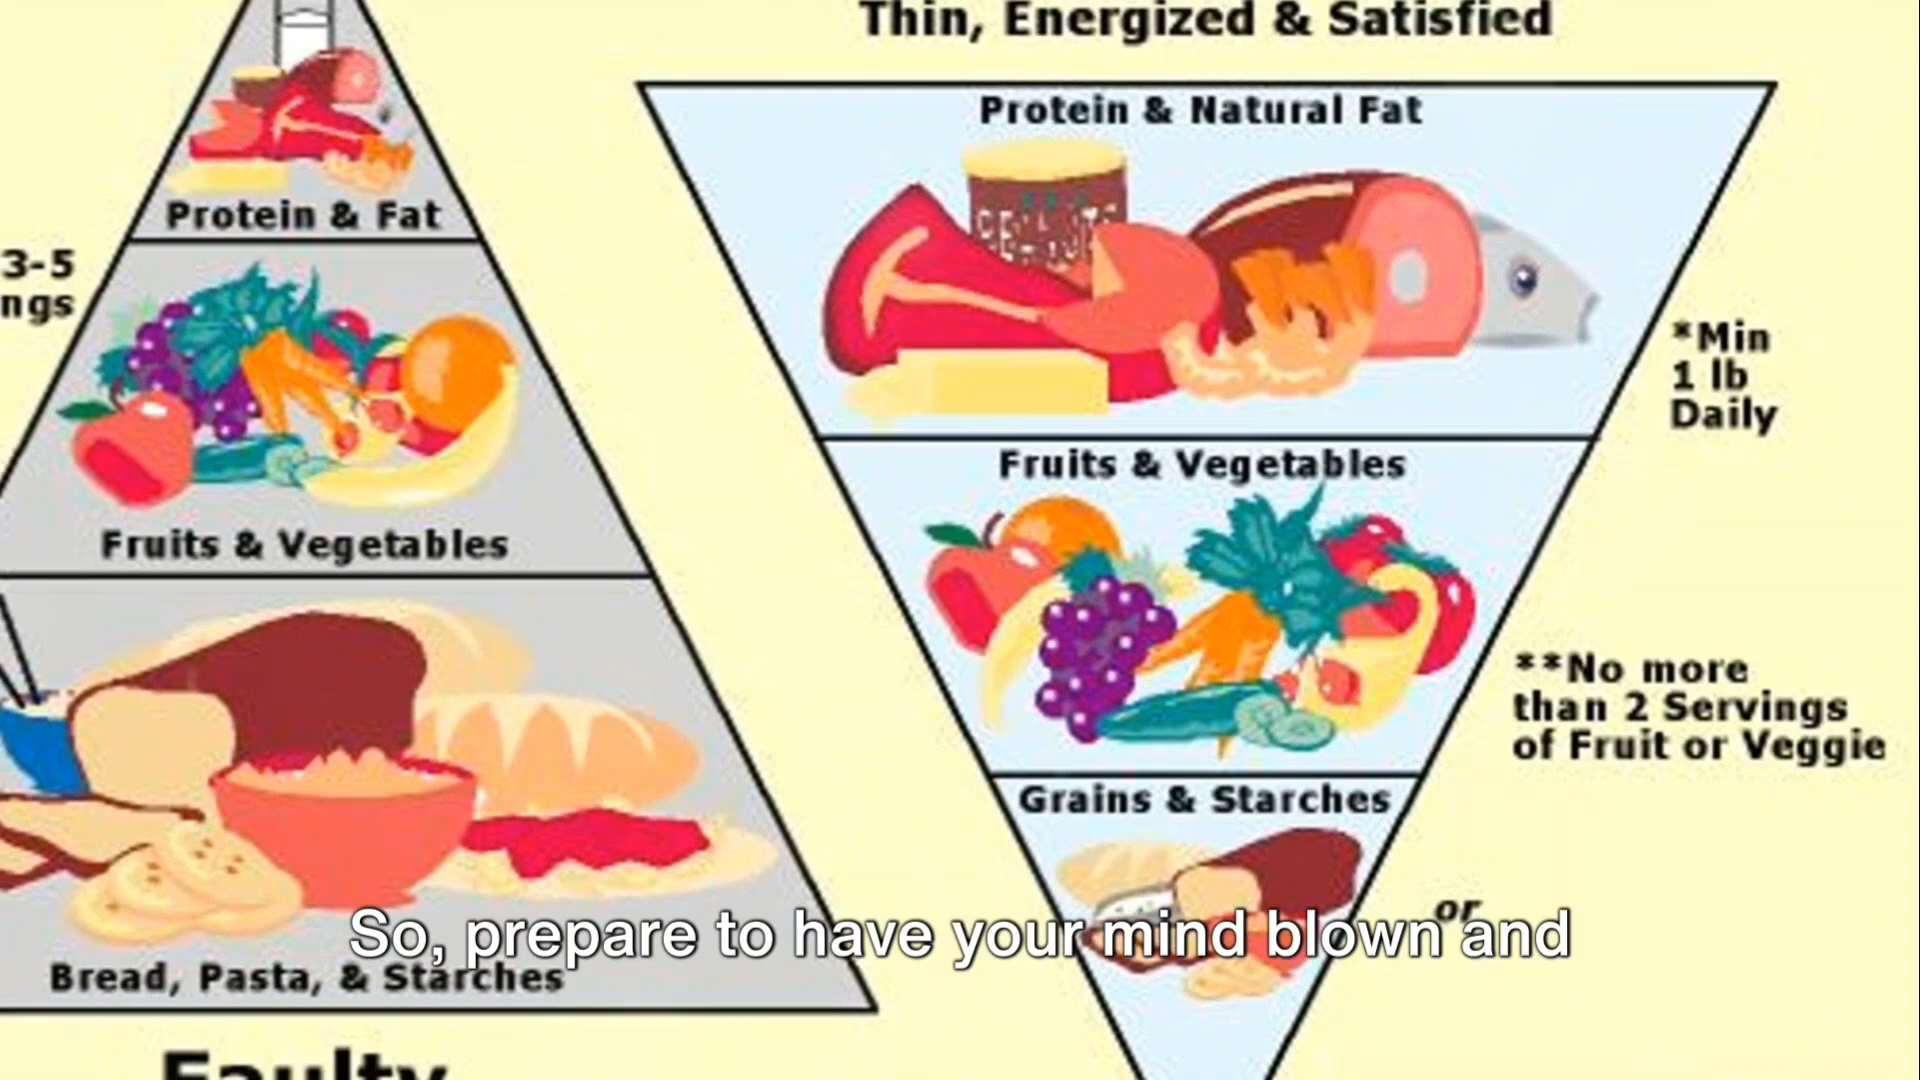 Thin, Energized & Satisfied
Protein & Natural Fat
PEANUTS
Protein & Fat
3-5
ngs
*Min
1 lb
Daily
Fruits & Vegetables
Fruits & Vegetables
**No more
than 2 Servings
of Fruit or Veggie
Grains & Starches
or
So, prepare to have your mind blown and
Bread, Pasta, & Starches
Faulty